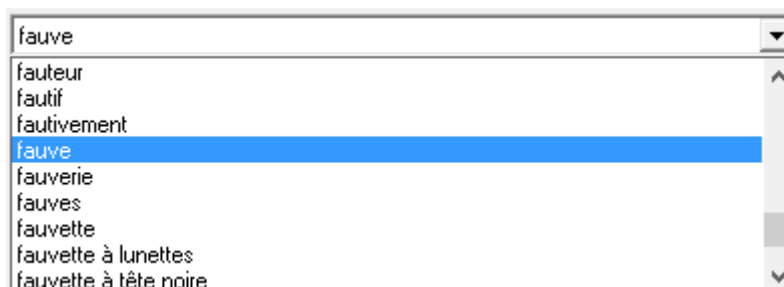 fauve
fauteur
fautif
fautivement
fauve
fauverie
fauves
fauvette
fauvette à lunettes
fauvette à tête noire